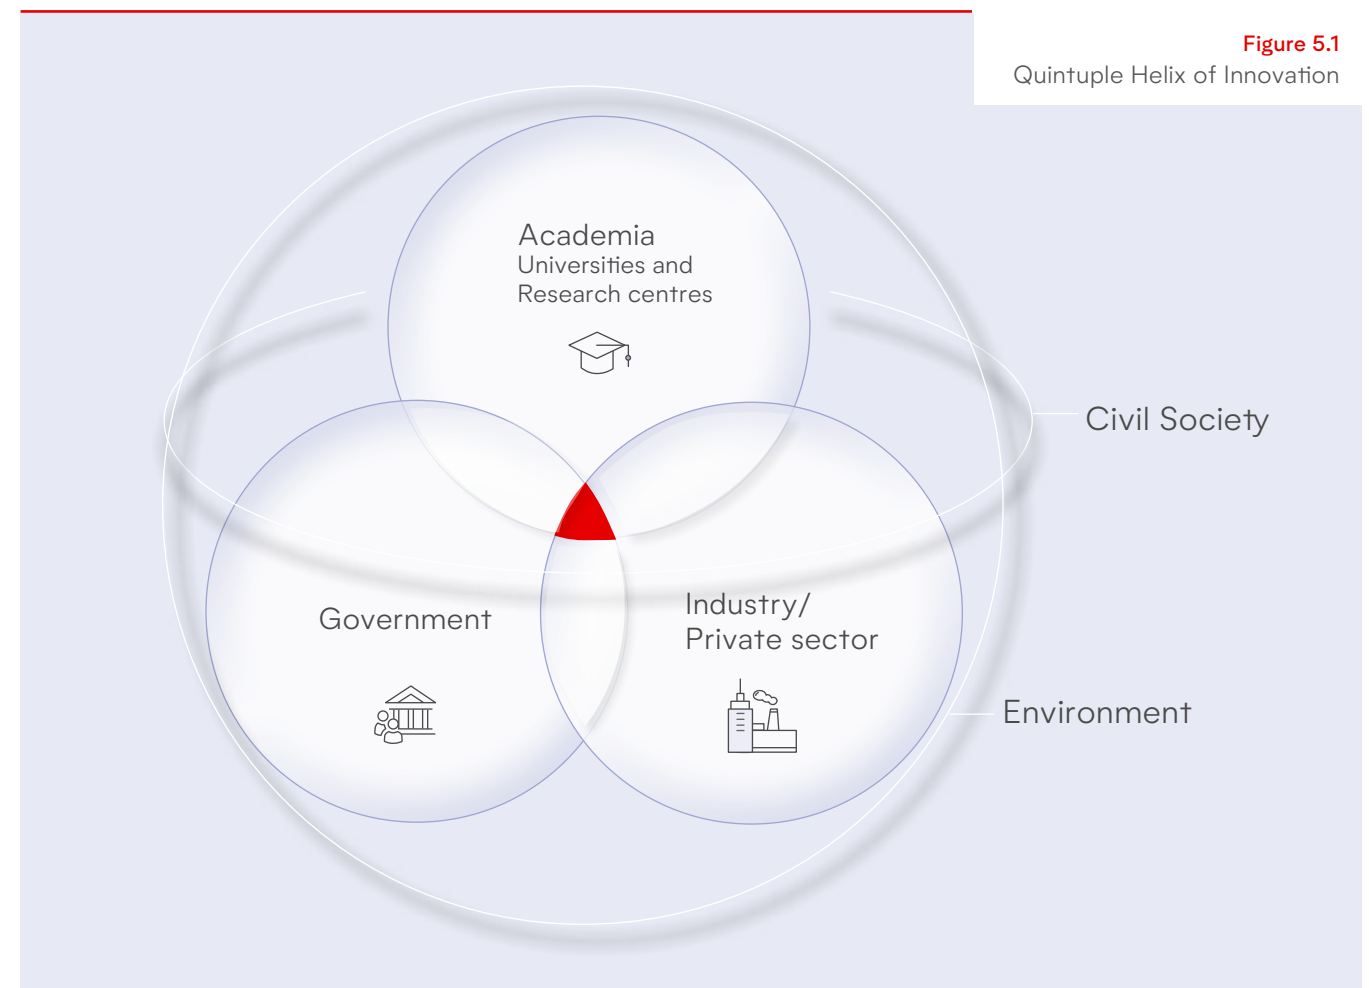 Figure 5.1
Quintuple Helix of Innovation
Academia
Universities and
Research centres
Civil Society
Government
Industry/
Private sector
Environment